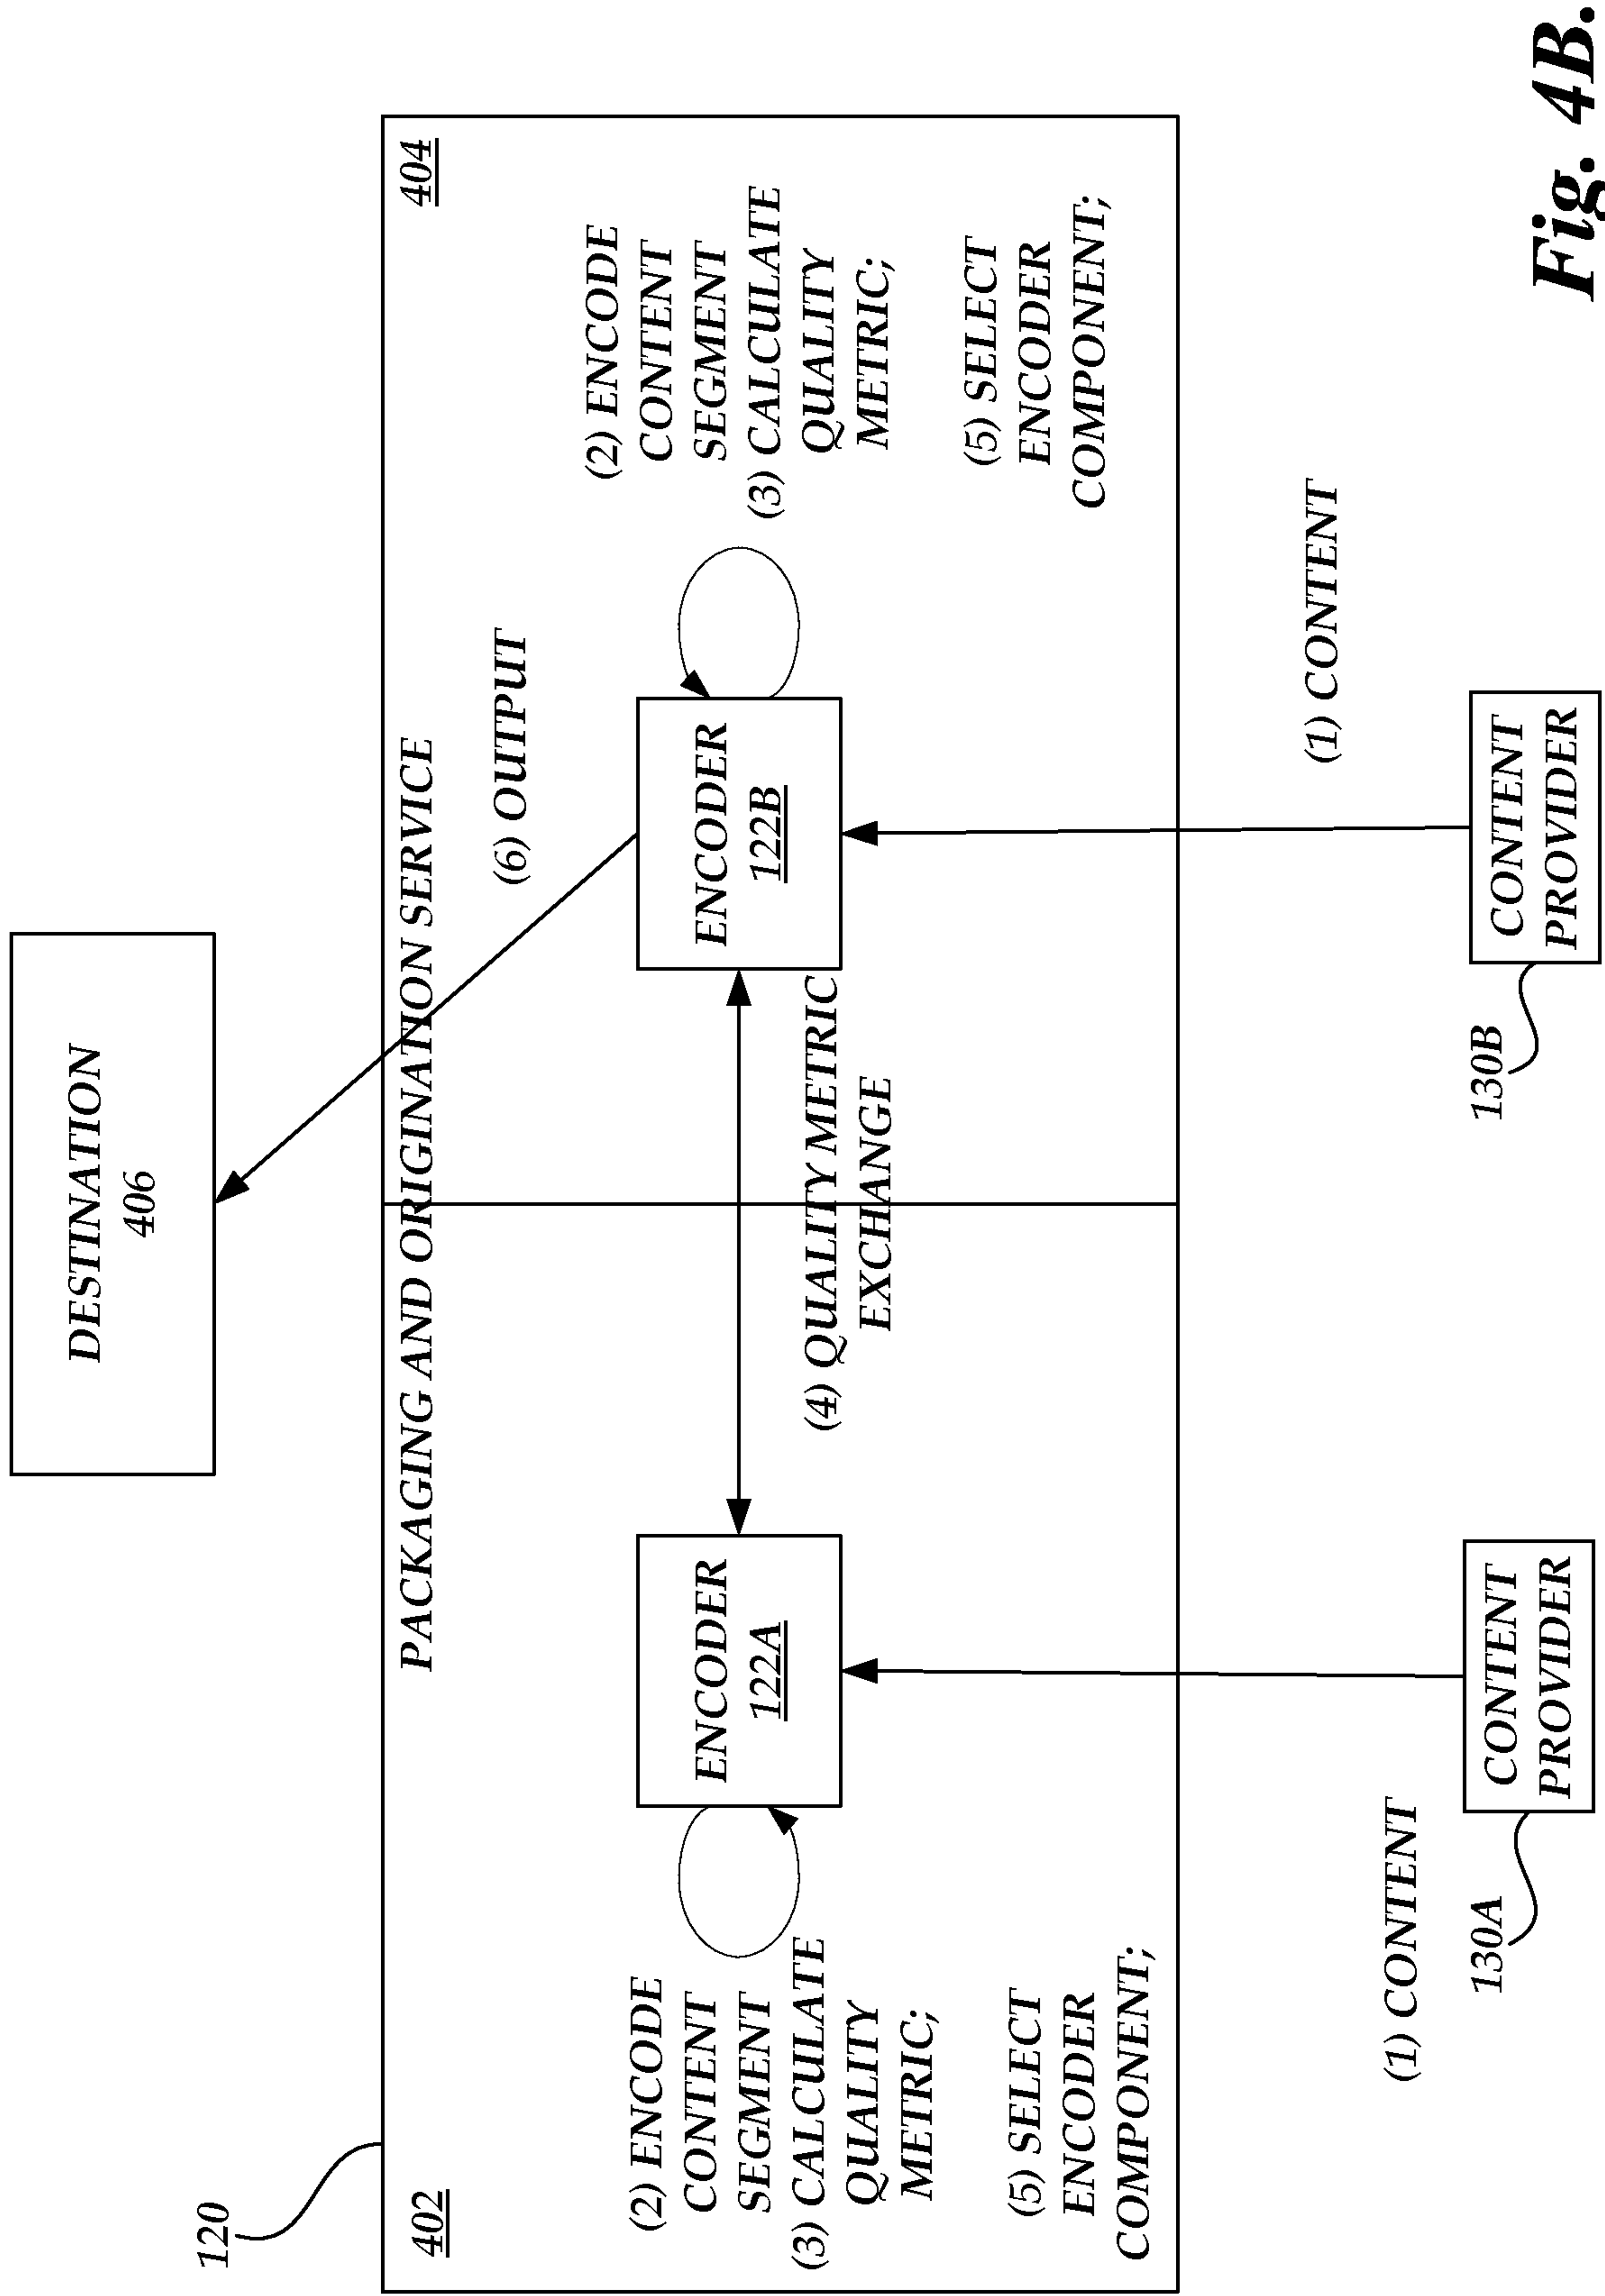 DESTINATION
406
120
PACKAGING AND ORIGINATION SERVICE
402
404
(6) OUTPUT
(2) ENCODE
CONTENT
SEGMENT
(3) CALCULATE
QUALITY
METRIC;
(5) SELECT
ENCODER
COMPONENT;
ENCODER
122A
(4) QUALITY METRIC
EXCHANGE
ENCODER
122B
(2) ENCODE
CONTENT
SEGMENT
(3) CALCULATE
QUALITY
METRIC;
(5) SELECT
ENCODER
COMPONENT;
(1) CONTENT
(1) CONTENT
130A
CONTENT
PROVIDER
130B
CONTENT
PROVIDER
Fig. 4B.